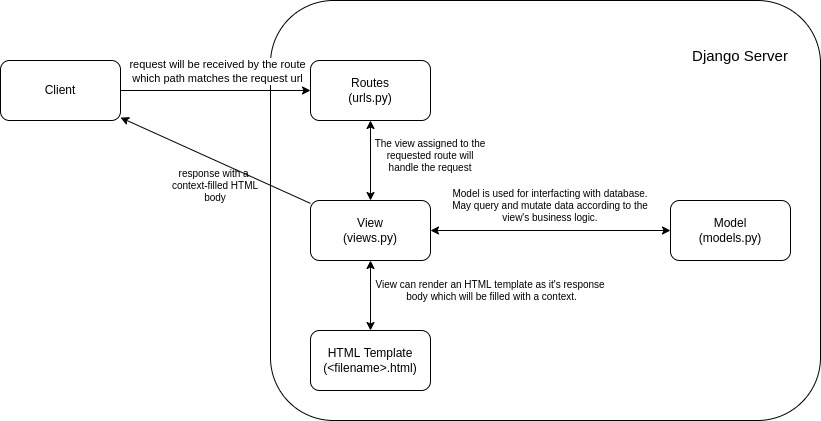 Django Server
request will be received by the route
which path matches the request url
Client
Routes
(urls.py)
The view assigned to the
requested route will
handle the request
response with a
context-filled HTML
body
Model is used for interfacing with database.
May query and mutate data according to the
view's business logic.
View
(views.py)
Model
(models.py)
View can render an HTML template as it's response
body which will be filled with a context.
HTML Template
(<filename>.html)